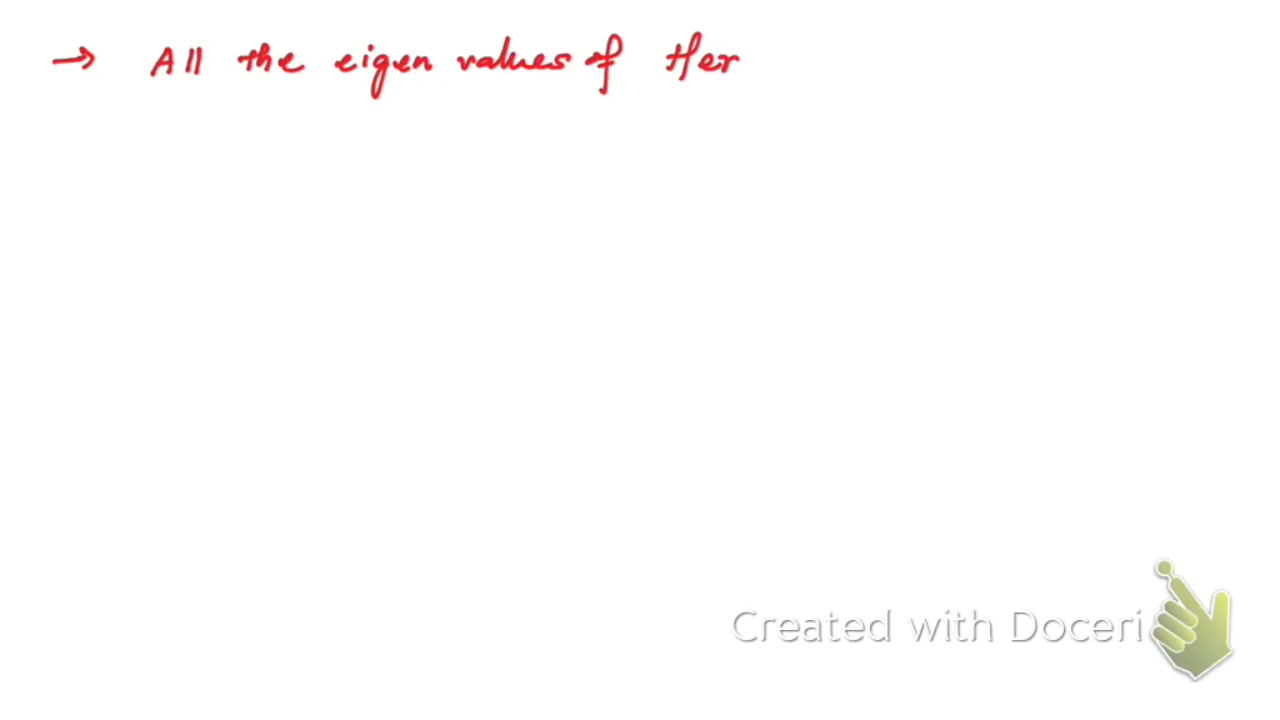 → All the eigen values of Her
Created with Doceri